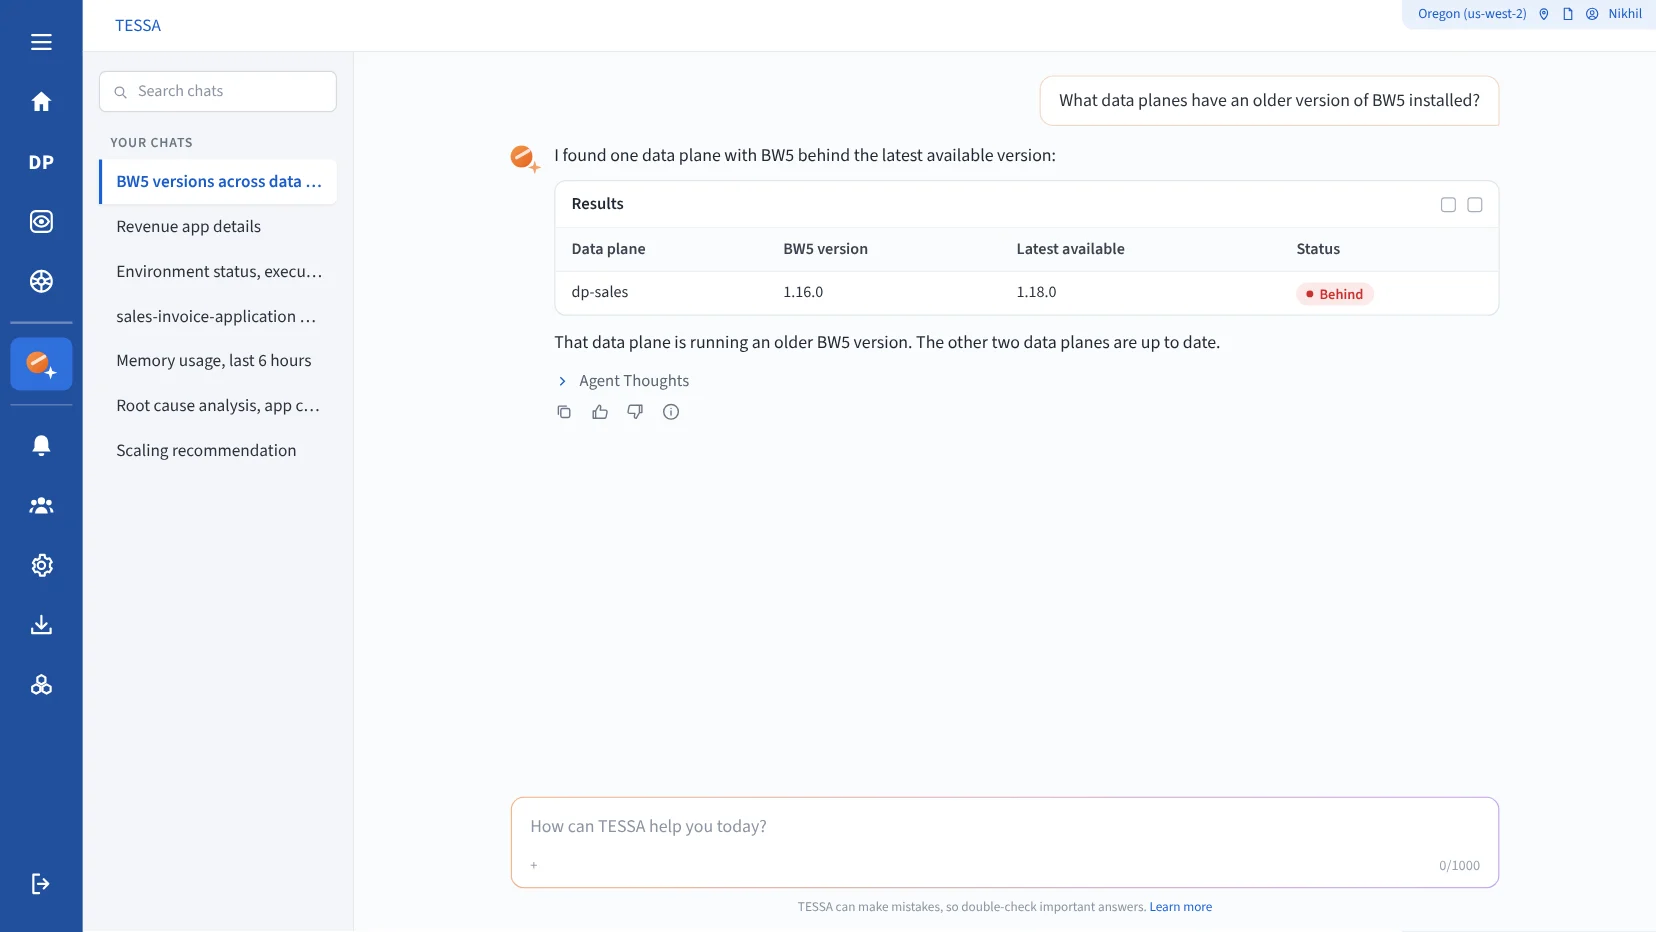 TESSA
Oregon (us-west-2) Nikhil
Search chats
DP
YOUR CHATS
BW5 versions across data …
Revenue app details
Environment status, execu…
sales-invoice-application …
Memory usage, last 6 hours
Root cause analysis, app c…
Scaling recommendation
What data planes have an older version of BW5 installed?
I found one data plane with BW5 behind the latest available version:
Results
Data plane BW5 version Latest available Status
dp-sales 1.16.0 1.18.0 Behind
That data plane is running an older BW5 version. The other two data planes are up to date.
Agent Thoughts
How can TESSA help you today?
+ 0/1000
TESSA can make mistakes, so double-check important answers. Learn more